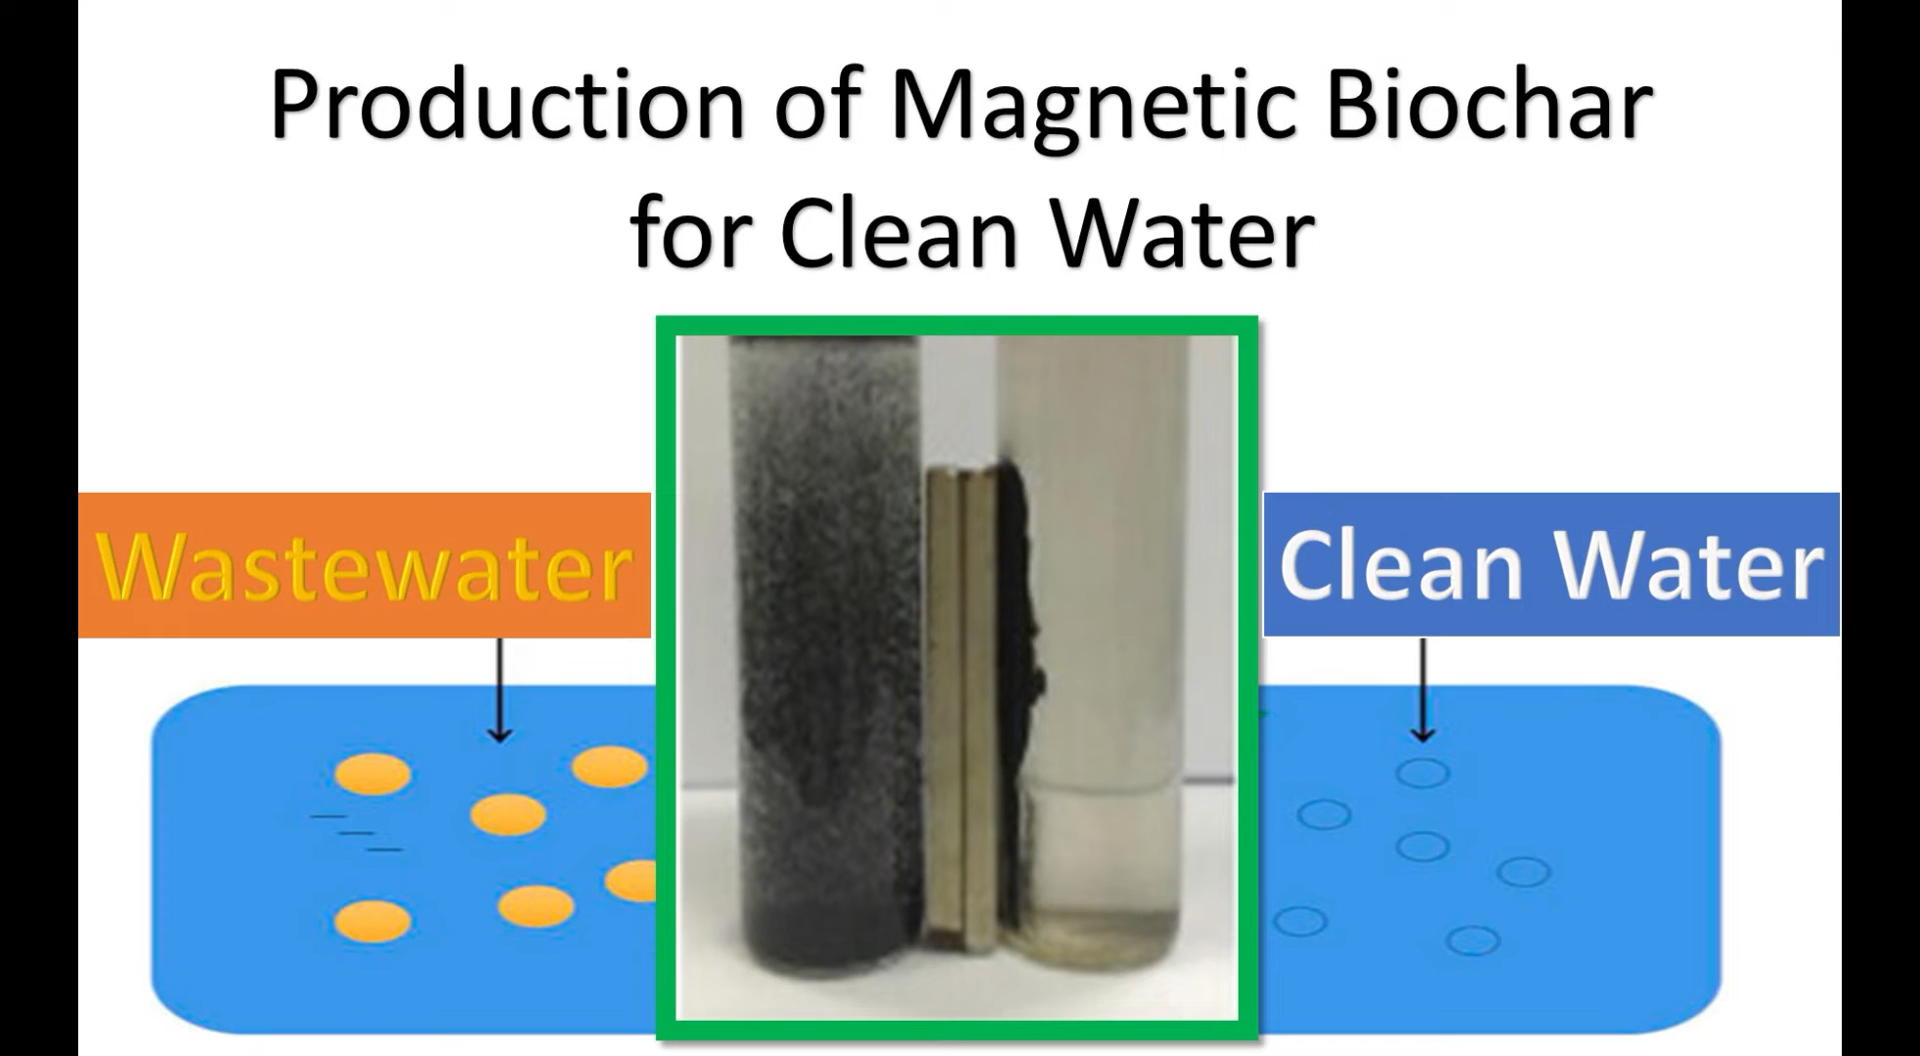 Production of Magnetic Biochar
for Clean Water
Wastewater
Clean Water